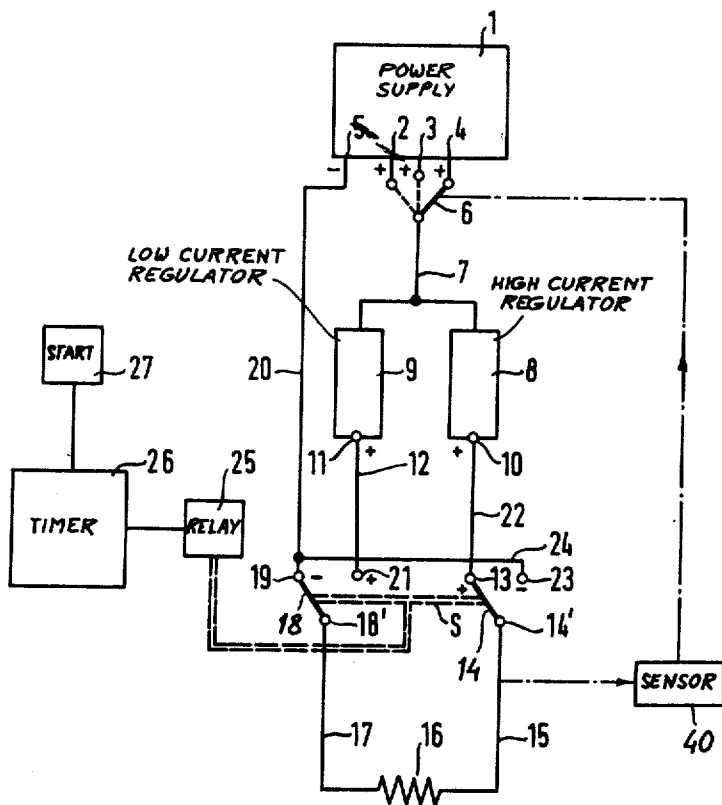 1
POWER
SUPPLY
5 2 3 4
- + + +
6
LOW CURRENT
REGULATOR
7
HIGH CURRENT
REGULATOR
START
27
20
9
8
26
25
11 + 12
+ 10
TIMER
RELAY
22
24
19 - + 21
+ 13 - 23
18 18'
S
14 14'
SENSOR
40
17
16
15